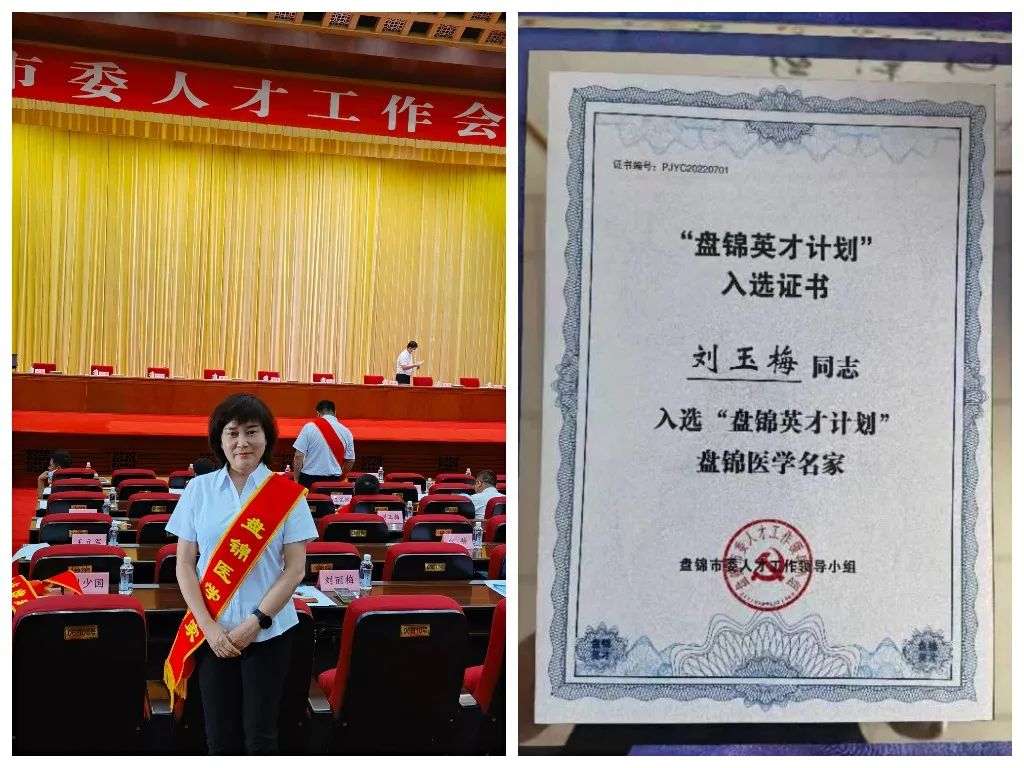 市委人才工作会
盘锦医学
刘丽梅
证书编号：PJYC20220701
“盘锦英才计划”
入选证书
刘玉梅 同志
入选“盘锦英才计划”
盘锦医学名家
盘锦市委人才工作领导小组